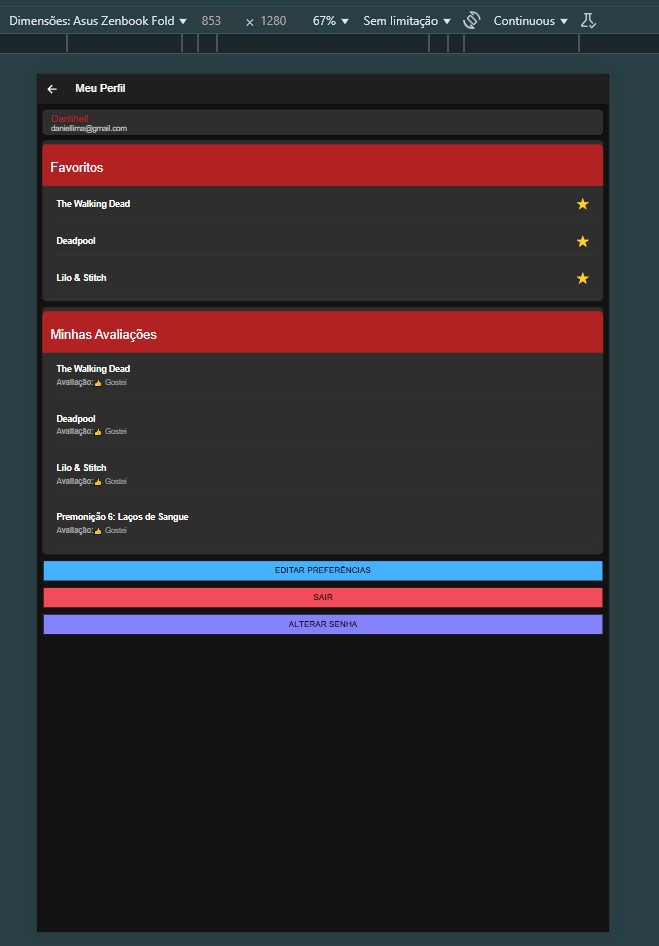 Dimensões: Asus Zenbook Fold 853 × 1280 67% Sem limitação Continuous
Meu Perfil
Danlihell
daniellima@gmail.com
Favoritos
The Walking Dead
Deadpool
Lilo & Stitch
Minhas Avaliações
The Walking Dead
Avaliação: 👍 Gostei
Deadpool
Avaliação: 👍 Gostei
Lilo & Stitch
Avaliação: 👍 Gostei
Premonição 6: Laços de Sangue
Avaliação: 👍 Gostei
EDITAR PREFERÊNCIAS
SAIR
ALTERAR SENHA